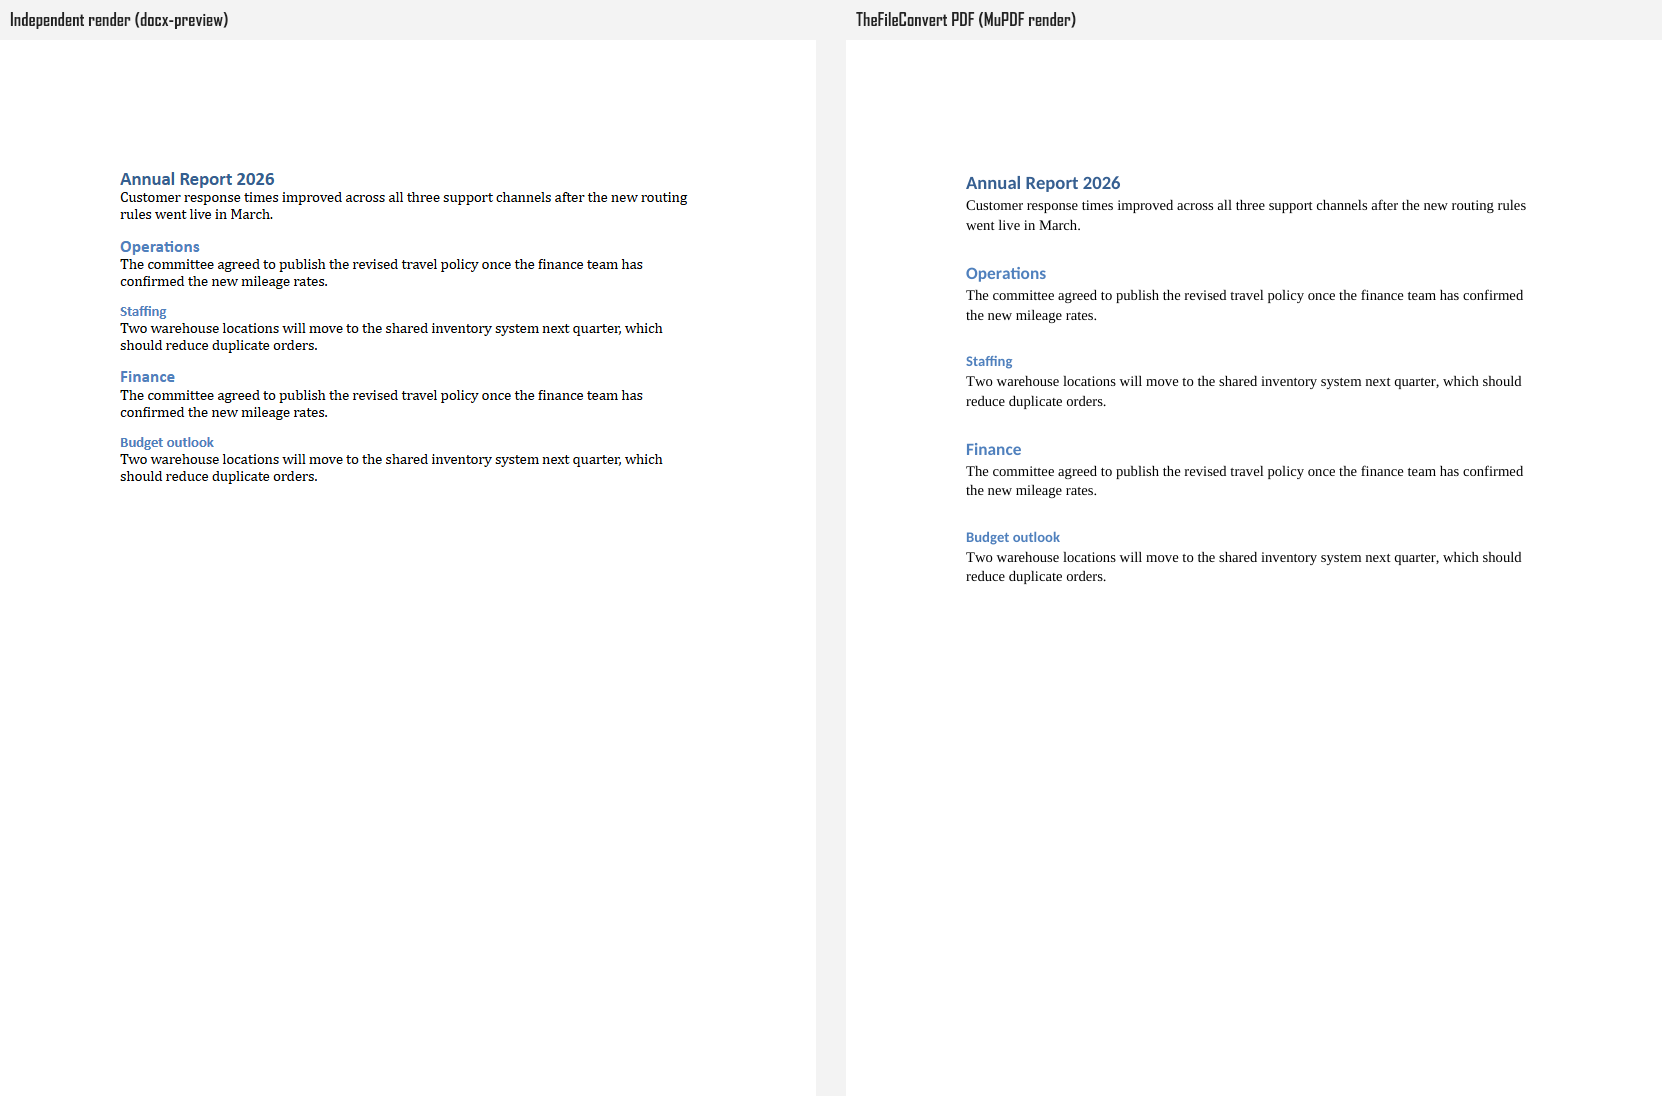 Independent render (docx-preview)
Annual Report 2026
Customer response times improved across all three support channels after the new routing
rules went live in March.
Operations
The committee agreed to publish the revised travel policy once the finance team has
confirmed the new mileage rates.
Staffing
Two warehouse locations will move to the shared inventory system next quarter, which
should reduce duplicate orders.
Finance
The committee agreed to publish the revised travel policy once the finance team has
confirmed the new mileage rates.
Budget outlook
Two warehouse locations will move to the shared inventory system next quarter, which
should reduce duplicate orders.
TheFileConvert PDF (MuPDF render)
Annual Report 2026
Customer response times improved across all three support channels after the new routing rules
went live in March.
Operations
The committee agreed to publish the revised travel policy once the finance team has confirmed
the new mileage rates.
Staffing
Two warehouse locations will move to the shared inventory system next quarter, which should
reduce duplicate orders.
Finance
The committee agreed to publish the revised travel policy once the finance team has confirmed
the new mileage rates.
Budget outlook
Two warehouse locations will move to the shared inventory system next quarter, which should
reduce duplicate orders.